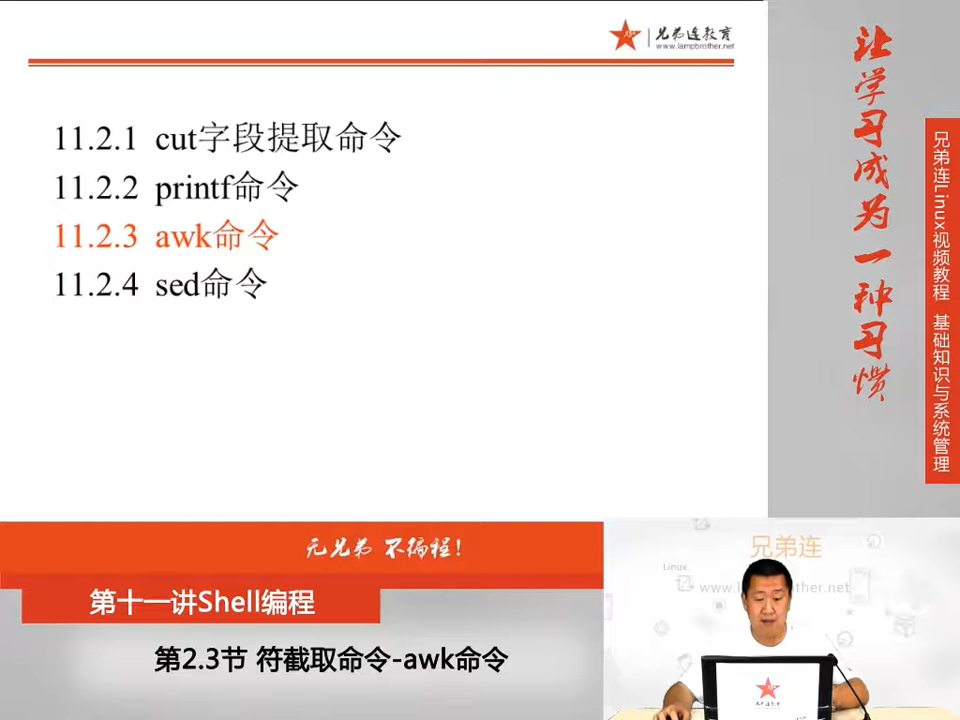 兄弟连教育
www.lampbrother.net
11.2.1 cut字段提取命令
11.2.2 printf命令
11.2.3 awk命令
11.2.4 sed命令
让学习成为一种习惯
兄弟连Linux视频教程 基础知识与系统管理
无兄弟 不编程!
第十一讲Shell编程
第2.3节 符截取命令-awk命令
兄弟连
Linux